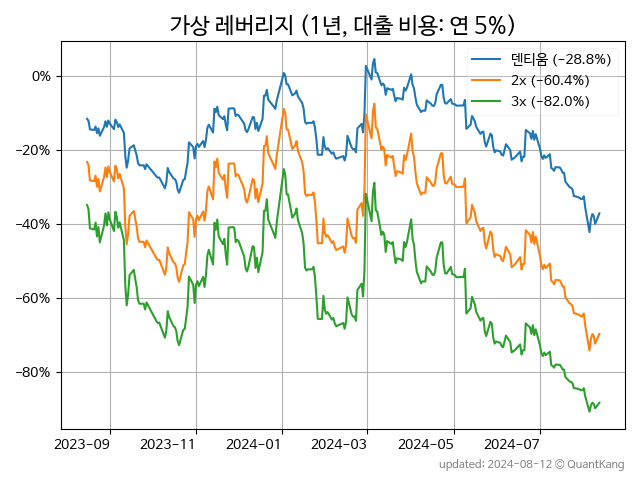 가상 레버리지 (1년, 대출 비용: 연 5%)
덴티움 (−28.8%)
2x (−60.4%)
3x (−82.0%)
0%
−20%
−40%
−60%
−80%
2023-09 2023-11 2024-01 2024-03 2024-05 2024-07
updated: 2024-08-12 © QuantKang